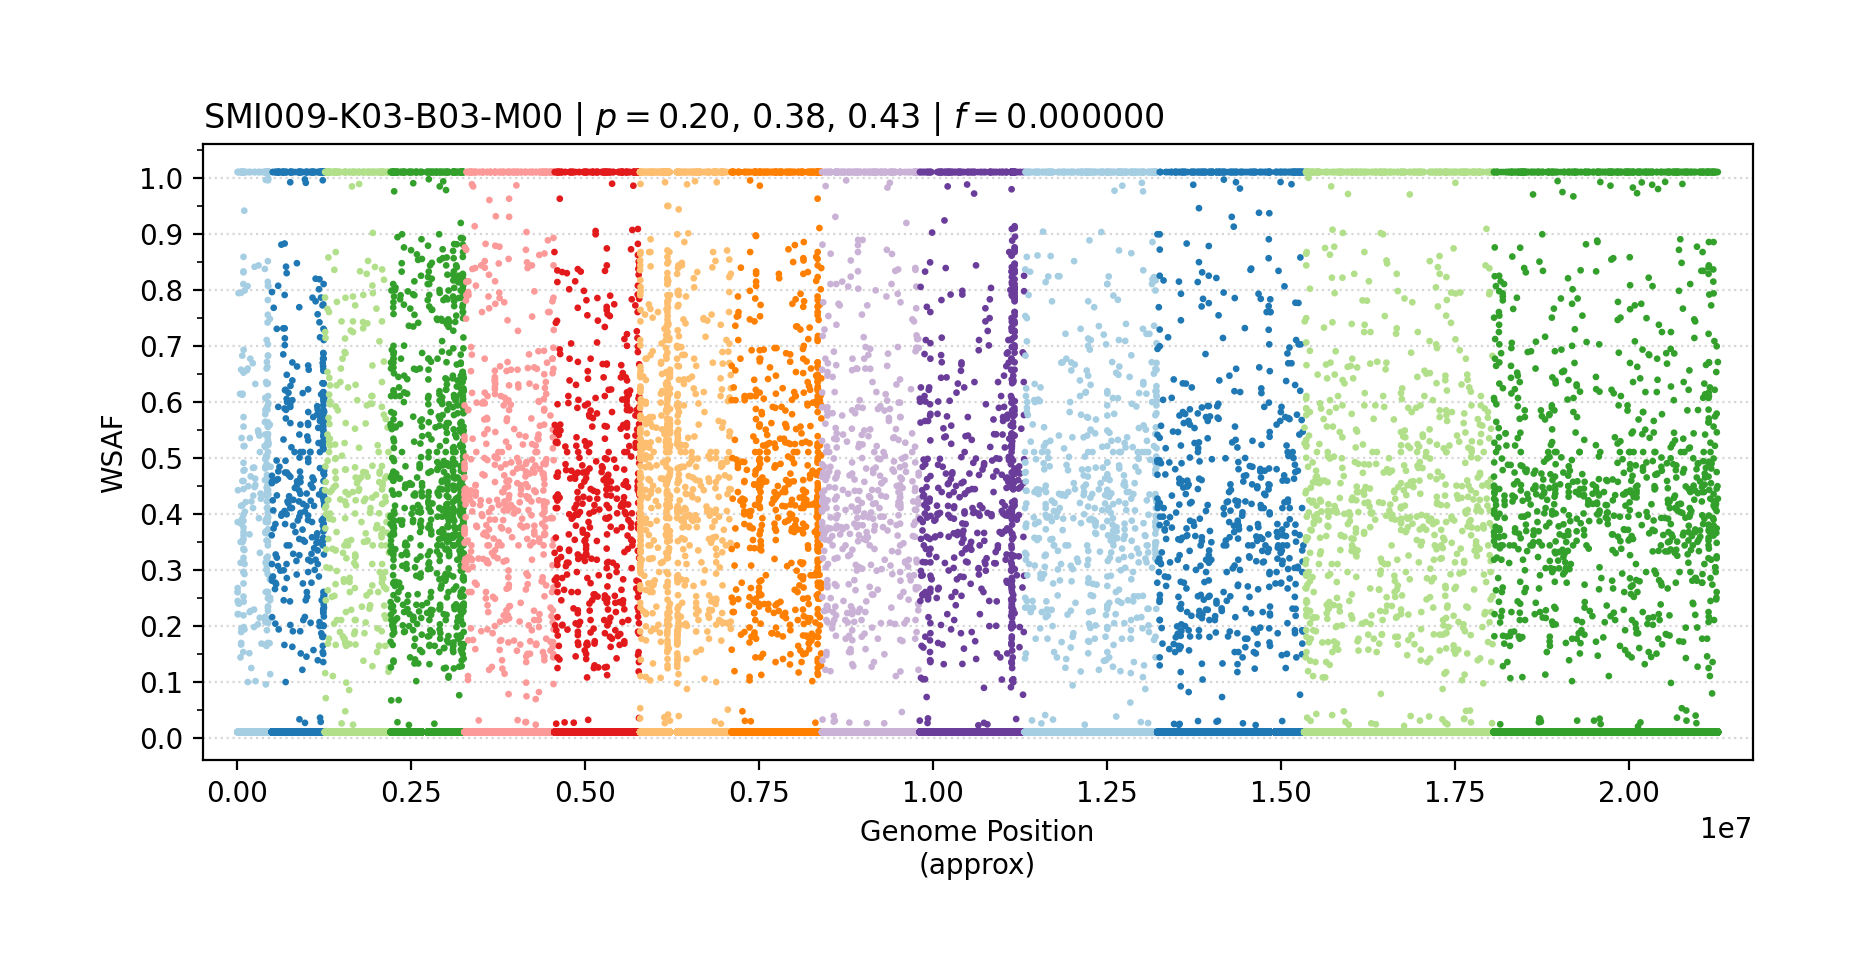 SMI009-K03-B03-M00 | p = 0.20, 0.38, 0.43 | f = 0.000000
1.0
0.9
0.8
0.7
0.6
0.5
0.4
0.3
0.2
0.1
0.0
WSAF
0.00 0.25 0.50 0.75 1.00 1.25 1.50 1.75 2.00
1e7
Genome Position
(approx)